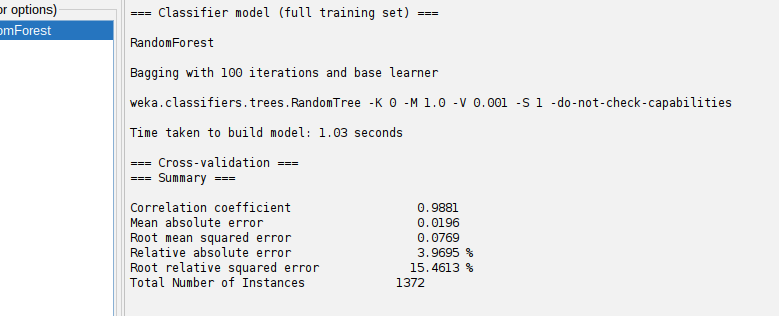 or options)
omForest
=== Classifier model (full training set) ===
RandomForest
Bagging with 100 iterations and base learner
weka.classifiers.trees.RandomTree -K 0 -M 1.0 -V 0.001 -S 1 -do-not-check-capabilities
Time taken to build model: 1.03 seconds
=== Cross-validation ===
=== Summary ===
Correlation coefficient 0.9881
Mean absolute error 0.0196
Root mean squared error 0.0769
Relative absolute error 3.9695 %
Root relative squared error 15.4613 %
Total Number of Instances 1372